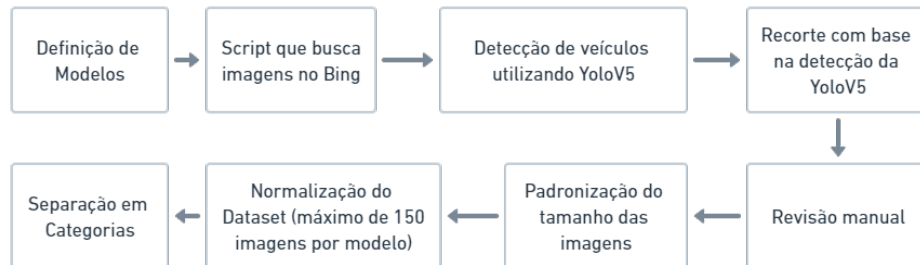 Definição de
Modelos
Script que busca
imagens no Bing
Detecção de veículos
utilizando YoloV5
Recorte com base
na detecção da
YoloV5
Revisão manual
Padronização do
tamanho das
imagens
Normalização do
Dataset (máximo de 150
imagens por modelo)
Separação em
Categorias